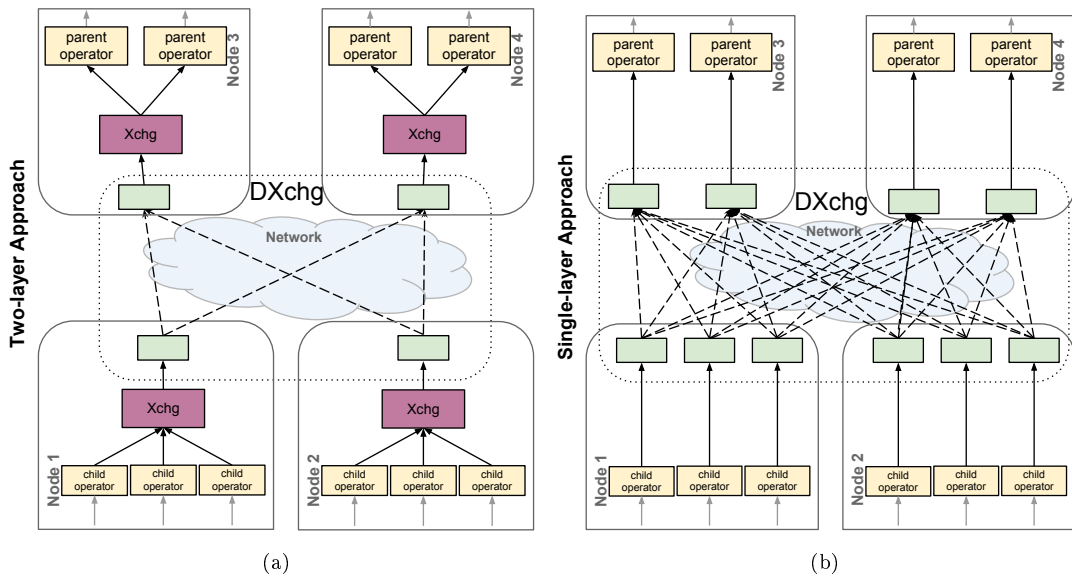 Two-layer Approach
parent
operator
parent
operator
Node 3
Xchg
parent
operator
parent
operator
Node 4
Xchg
DXchg
Network
Node 1
Xchg
child
operator
child
operator
child
operator
Node 2
Xchg
child
operator
child
operator
child
operator
(a)
Single-layer Approach
parent
operator
parent
operator
Node 3
parent
operator
parent
operator
Node 4
DXchg
Network
Node 1
child
operator
child
operator
child
operator
Node 2
child
operator
child
operator
child
operator
(b)